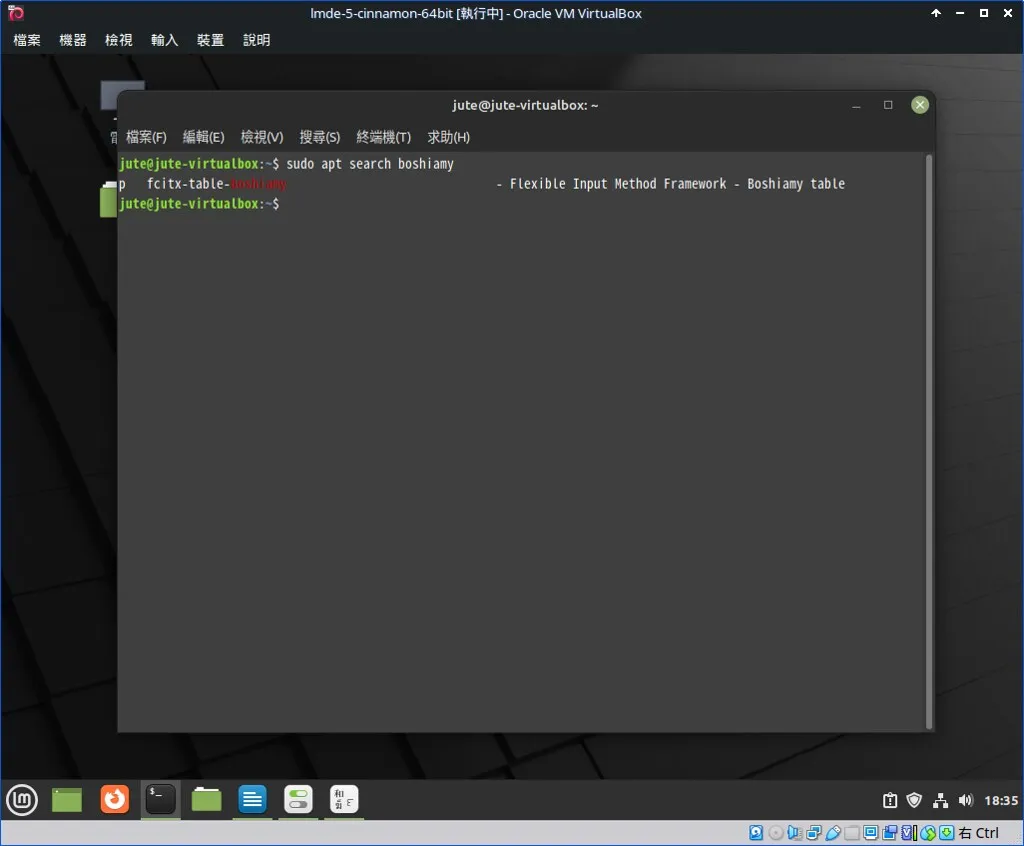 lmde-5-cinnamon-64bit [執行中] - Oracle VM VirtualBox
檔案 機器 檢視 輸入 裝置 說明
jute@jute-virtualbox: ~
檔案(F) 編輯(E) 檢視(V) 搜尋(S) 終端機(T) 求助(H)
jute@jute-virtualbox:~$ sudo apt search boshiamy
p fcitx-table-boshiamy - Flexible Input Method Framework - Boshiamy table
jute@jute-virtualbox:~$
18:35
右 Ctrl